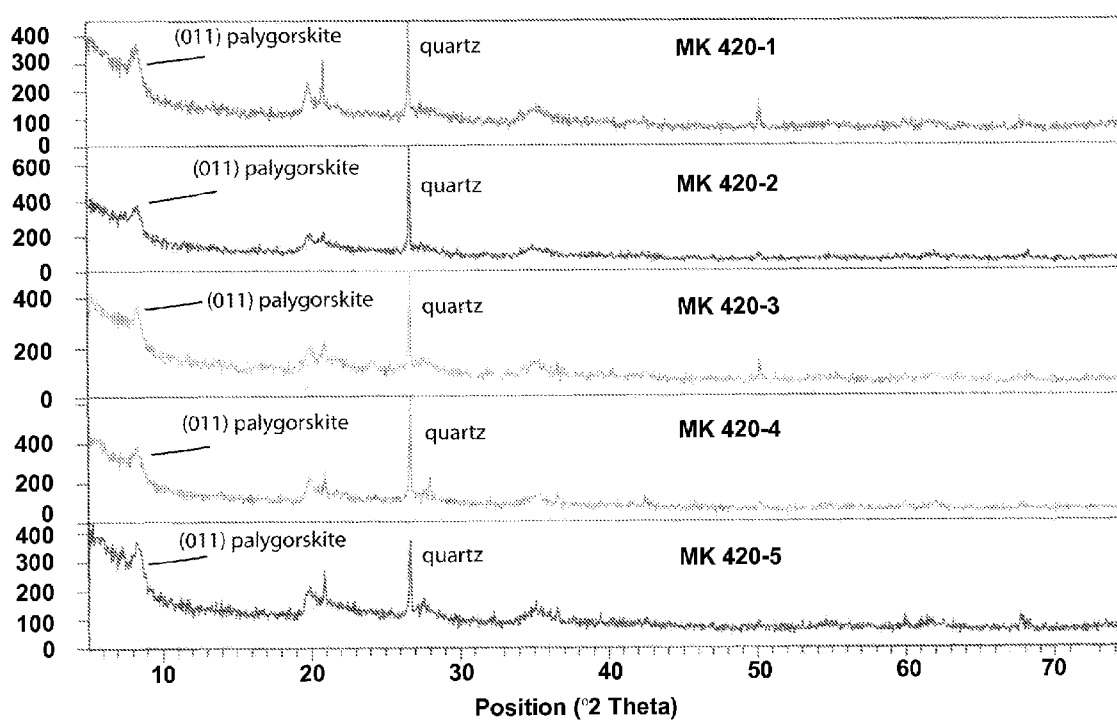 400
300
200
100
0
(011) palygorskite
quartz
MK 420-1
600
400
200
0
(011) palygorskite
quartz
MK 420-2
400
200
0
(011) palygorskite
quartz
MK 420-3
400
200
0
(011) palygorskite
quartz
MK 420-4
400
300
200
100
0
(011) palygorskite
quartz
MK 420-5
10 20 30 40 50 60 70
Position (°2 Theta)